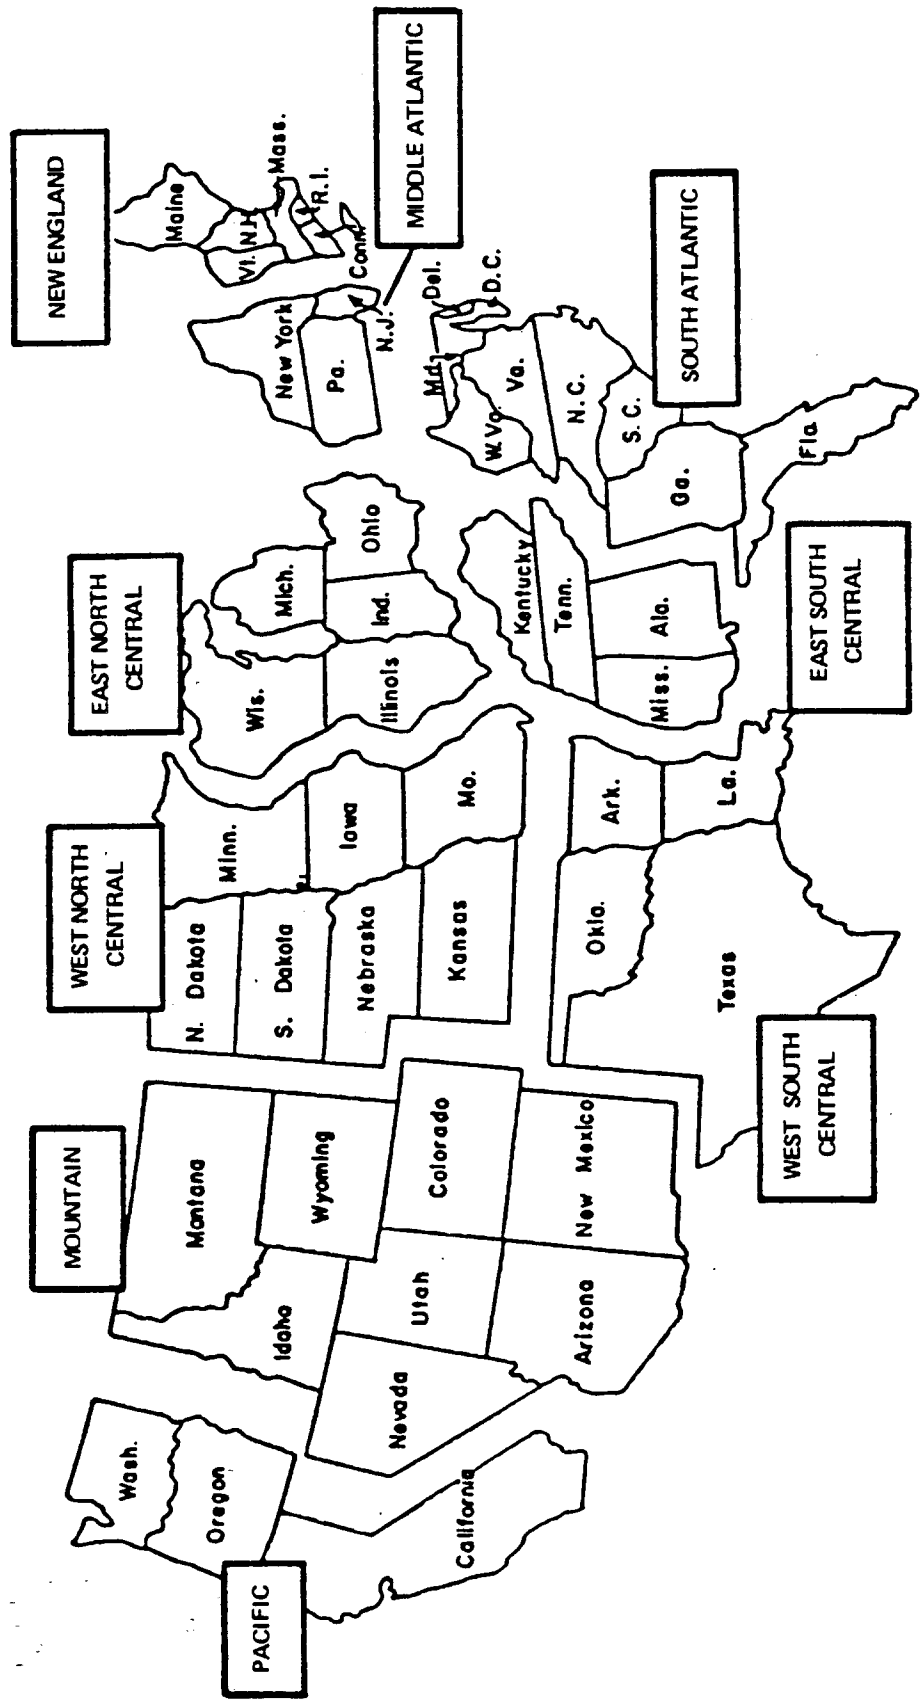 PACIFIC
Wash.
Oregon
California
MOUNTAIN
Montana
Idaho
Wyoming
Nevada
Utah
Colorado
Arizona
New Mexico
WEST NORTH
CENTRAL
N. Dakota
S. Dakota
Nebraska
Kansas
Minn.
Iowa
Mo.
WEST SOUTH
CENTRAL
Texas
Okla.
Ark.
La.
EAST NORTH
CENTRAL
Wis.
Mich.
Illinois
Ind.
Ohio
EAST SOUTH
CENTRAL
Kentucky
Tenn.
Miss.
Ala.
NEW ENGLAND
Maine
Vt.
N.H.
Mass.
R.I.
Conn.
MIDDLE ATLANTIC
New York
Pa.
N.J.
SOUTH ATLANTIC
Del.
Md.
D.C.
W.Va.
Va.
N.C.
S.C.
Ga.
Fla